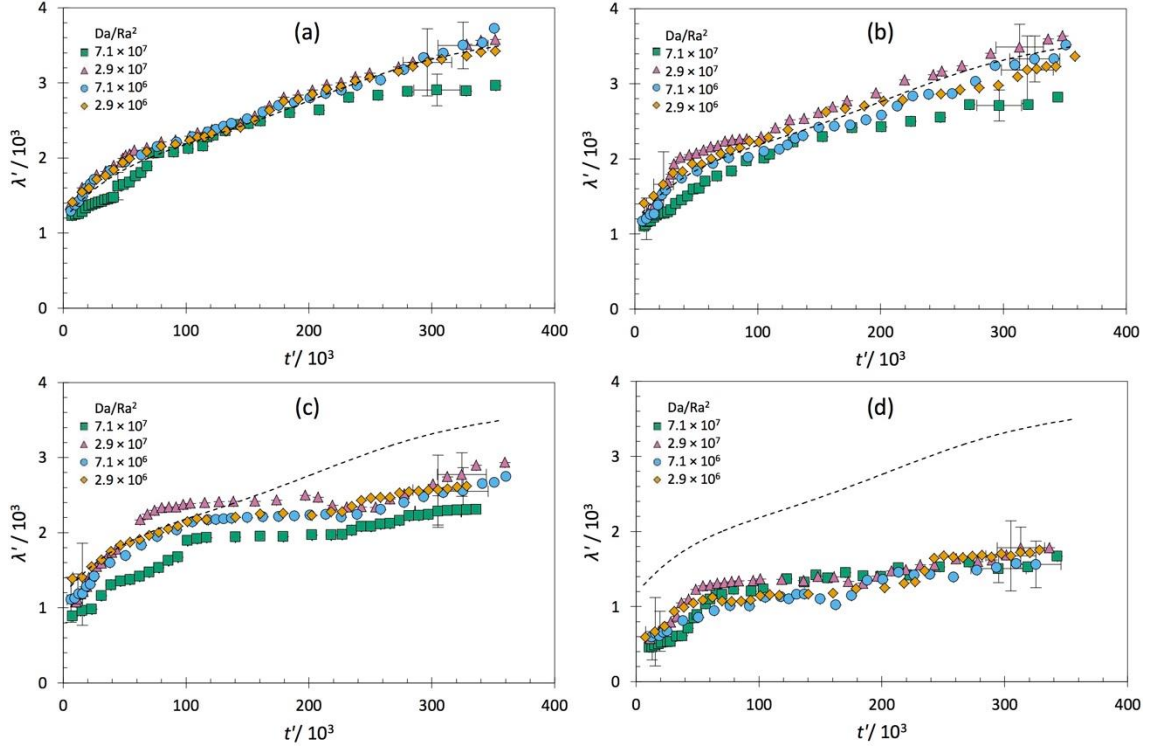 (a)
Da/Ra²
7.1 × 10⁷
2.9 × 10⁷
7.1 × 10⁶
2.9 × 10⁶
4
3
2
1
0
λ'/ 10³
0 100 200 300 400
t'/ 10³
(b)
Da/Ra²
7.1 × 10⁷
2.9 × 10⁷
7.1 × 10⁶
2.9 × 10⁶
4
3
2
1
0
λ'/ 10³
0 100 200 300 400
t'/ 10³
(c)
Da/Ra²
7.1 × 10⁷
2.9 × 10⁷
7.1 × 10⁶
2.9 × 10⁶
4
3
2
1
0
λ'/ 10³
0 100 200 300 400
t'/ 10³
(d)
Da/Ra²
7.1 × 10⁷
2.9 × 10⁷
7.1 × 10⁶
2.9 × 10⁶
4
3
2
1
0
λ'/ 10³
0 100 200 300 400
t'/ 10³